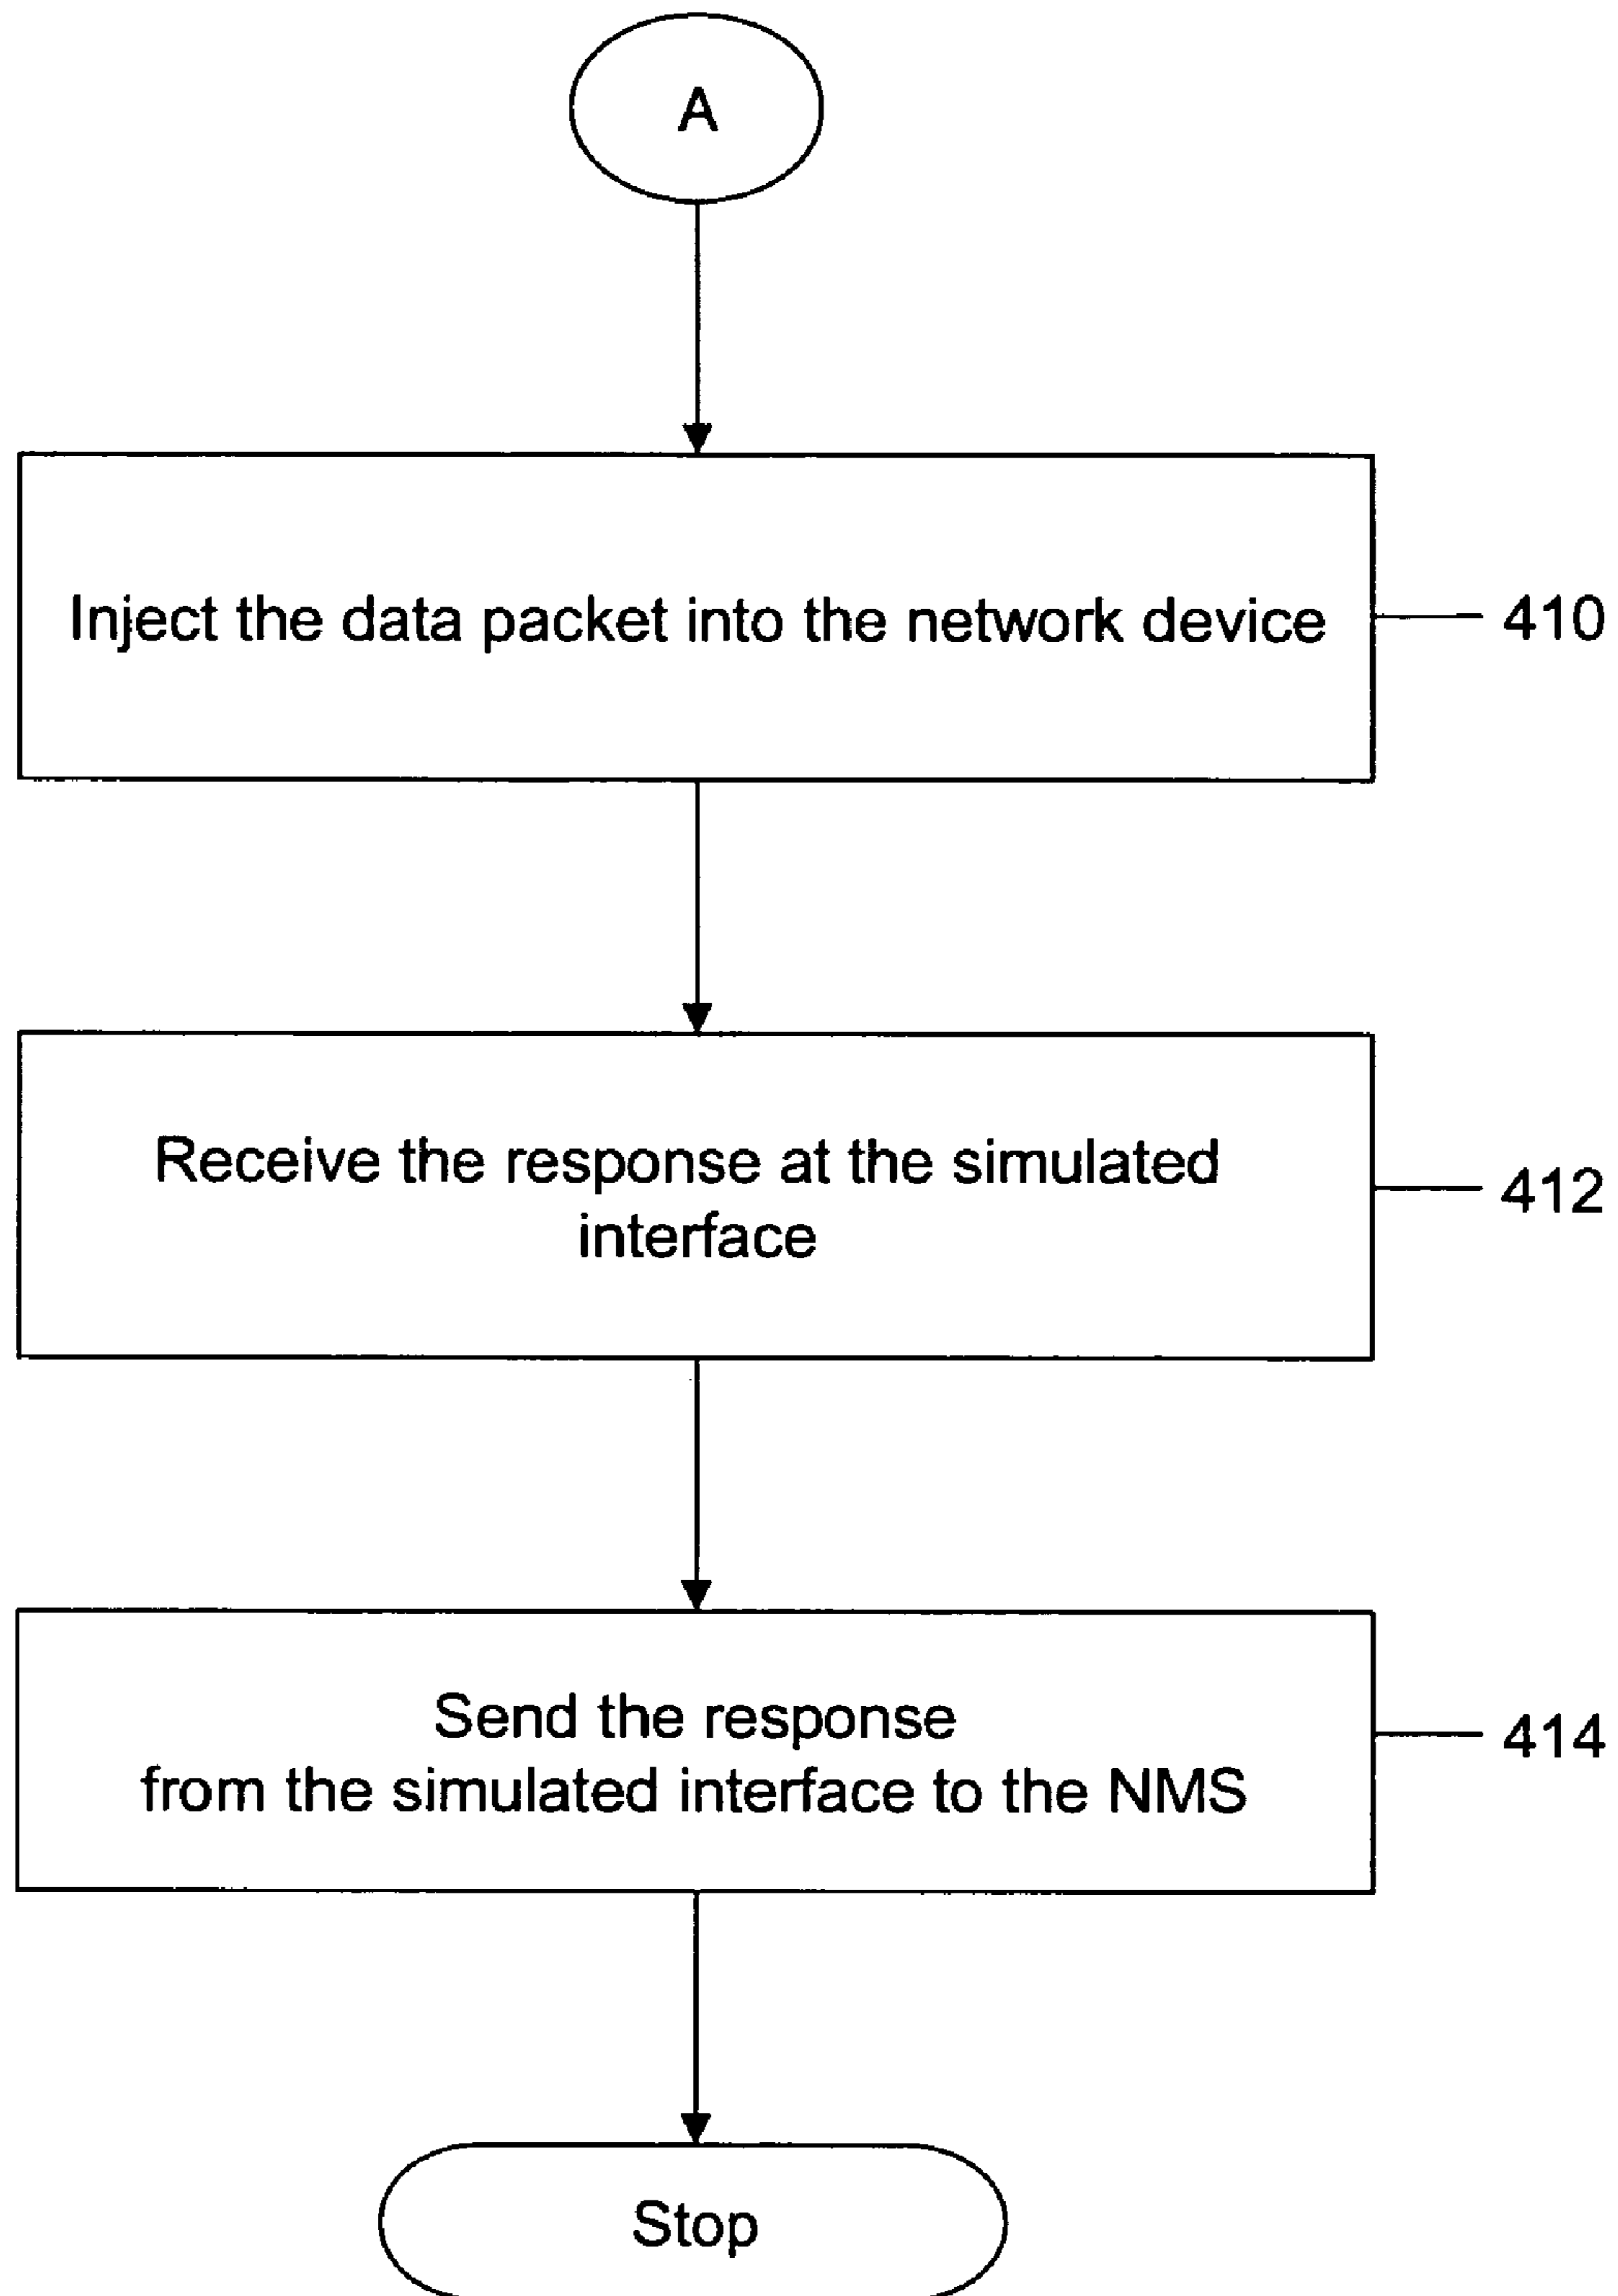 A
Inject the data packet into the network device
410
Receive the response at the simulated
interface
412
Send the response
from the simulated interface to the NMS
414
Stop